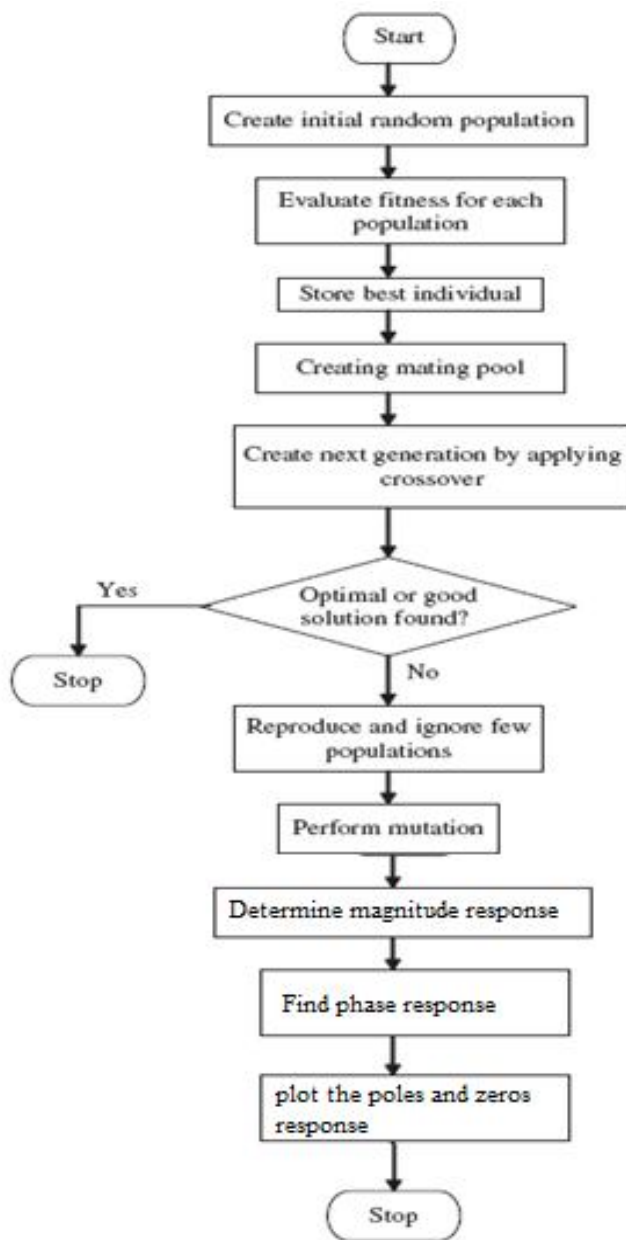 Start
Create initial random population
Evaluate fitness for each
population
Store best individual
Creating mating pool
Create next generation by applying
crossover
Yes
Optimal or good
solution found?
Stop
No
Reproduce and ignore few
populations
Perform mutation
Determine magnitude response
Find phase response
plot the poles and zeros
response
Stop